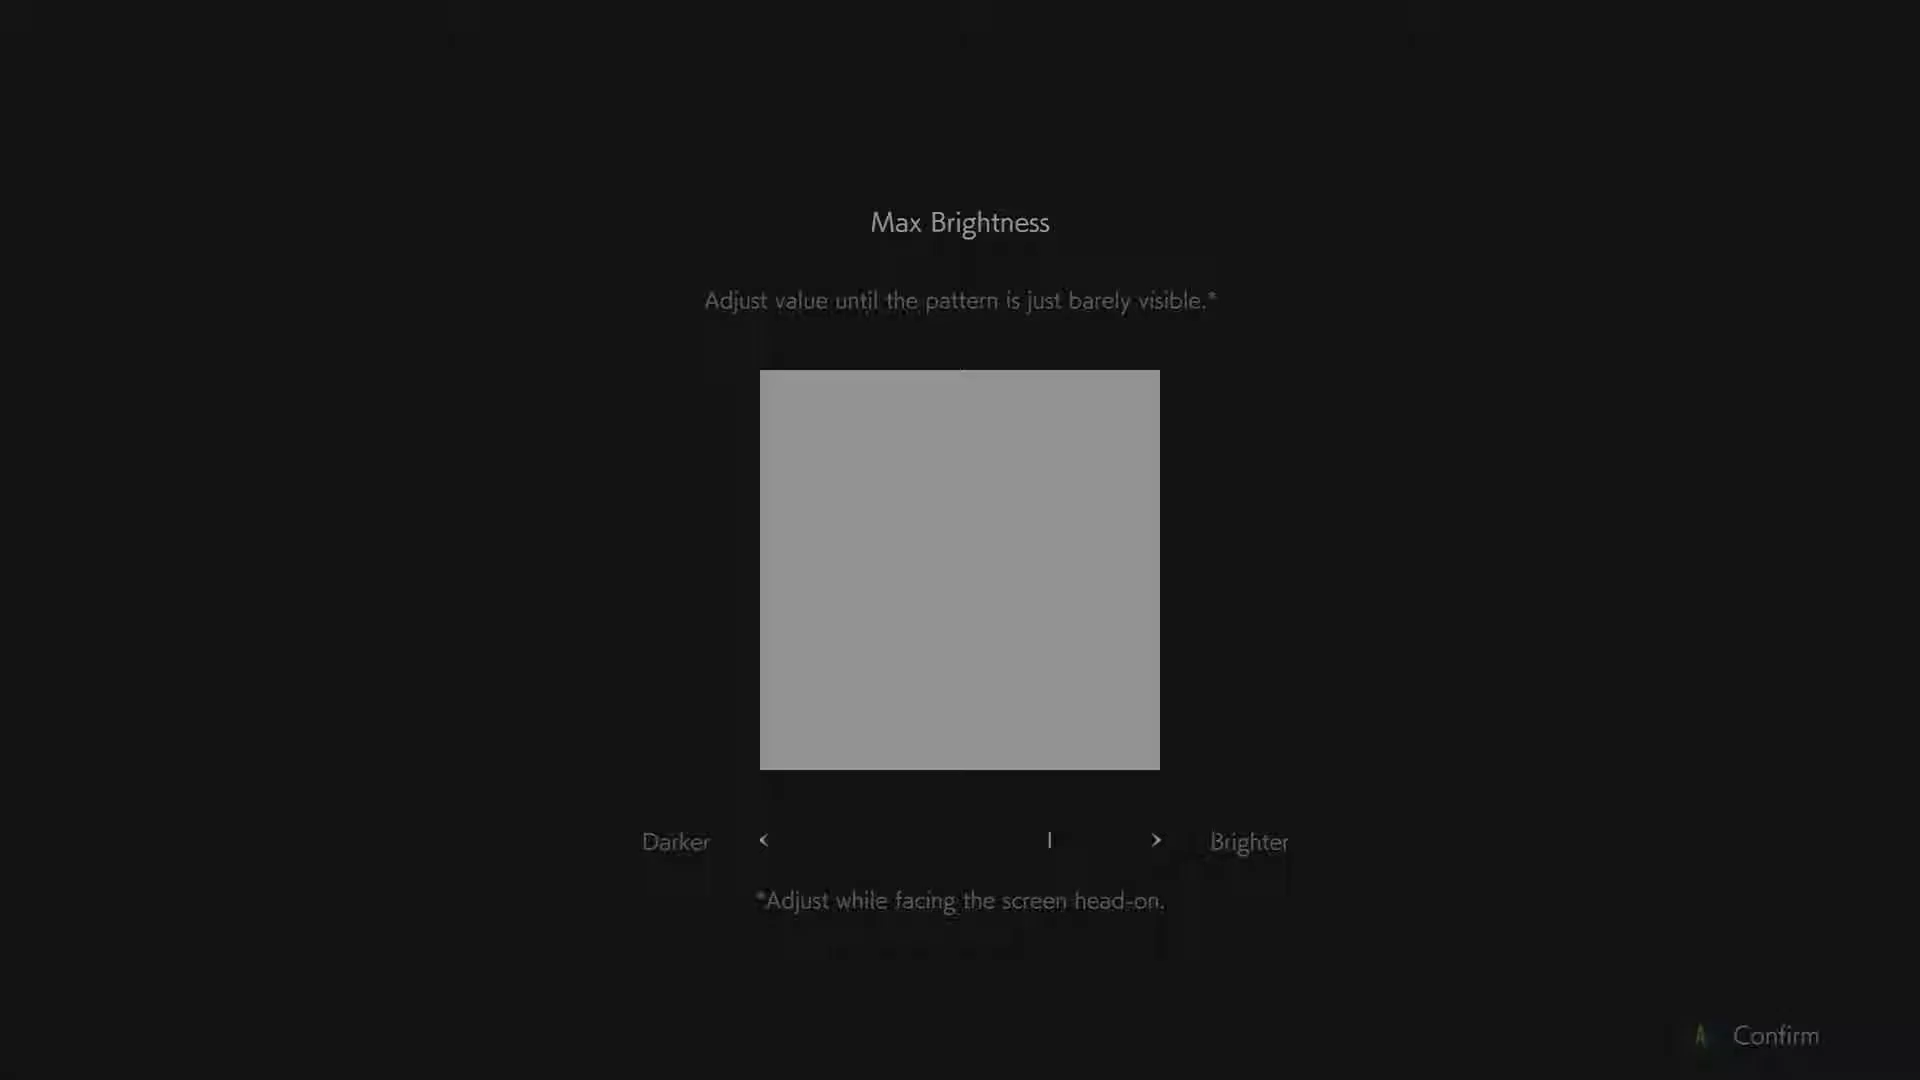 Max Brightness
Adjust value until the pattern is just barely visible.*
Darker < | > Brighter
*Adjust while facing the screen head-on.
A Confirm